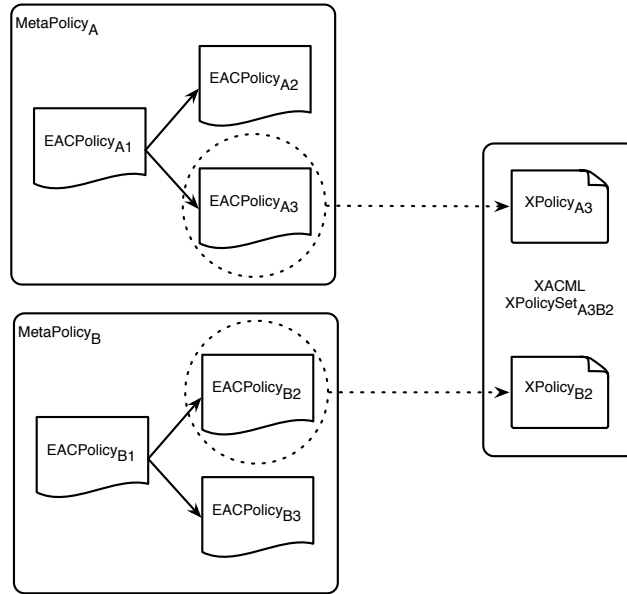 MetaPolicyA
EACPolicyA2
EACPolicyA1
EACPolicyA3
XPolicyA3
XACML
XPolicySetA3B2
MetaPolicyB
EACPolicyB2
XPolicyB2
EACPolicyB1
EACPolicyB3